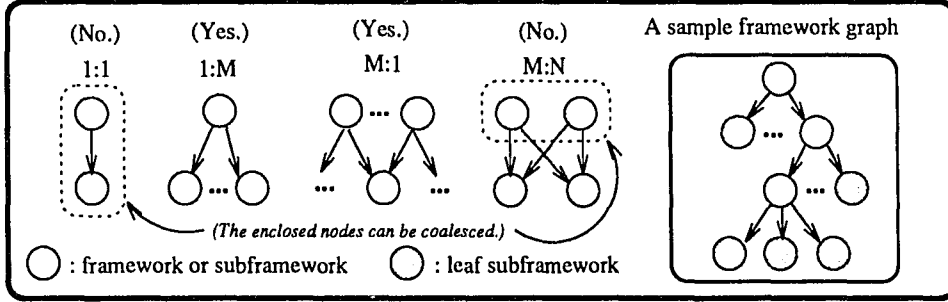 (No.) (Yes.) (Yes.) (No.) A sample framework graph
1:1 1:M M:1 M:N
...
... ... ...
... ... ...
(The enclosed nodes can be coalesced.)
: framework or subframework : leaf subframework